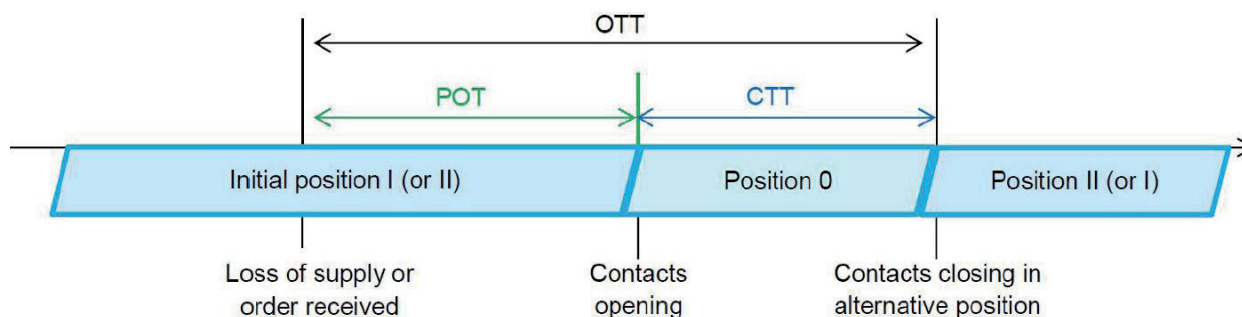 OTT
POT
CTT
Initial position I (or II)
Position 0
Position II (or I)
Loss of supply or
order received
Contacts
opening
Contacts closing in
alternative position